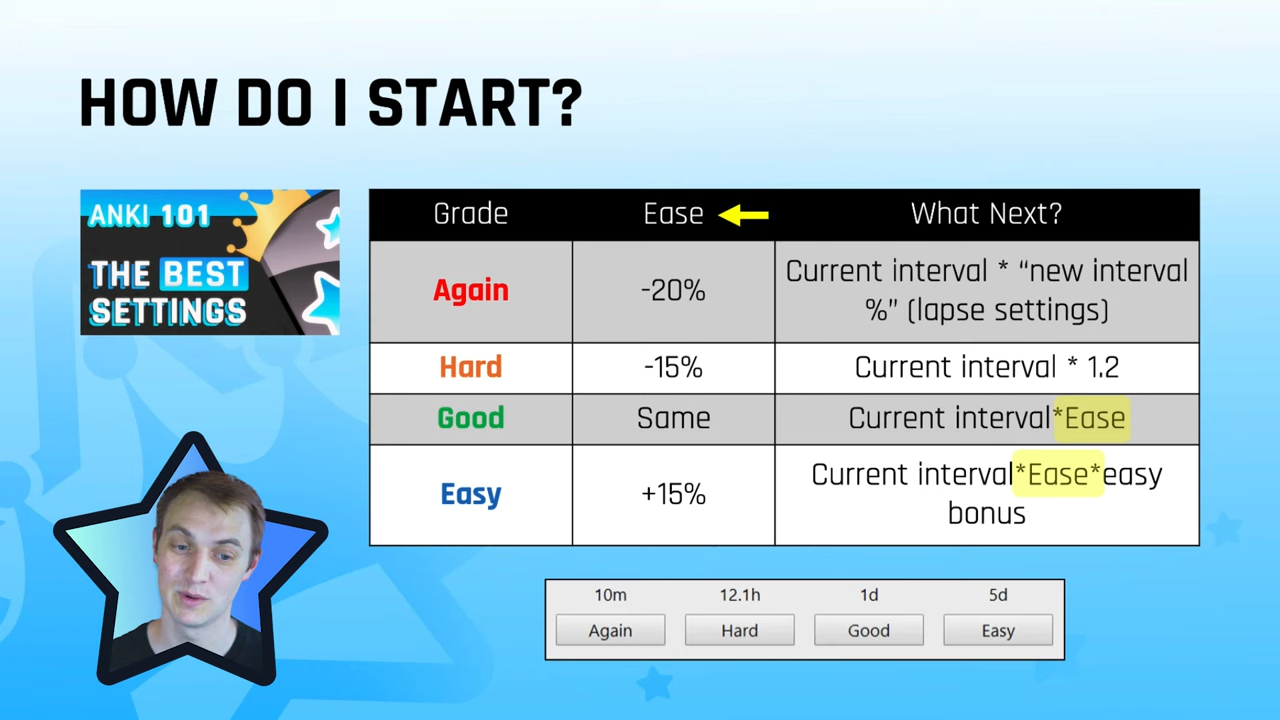 HOW DO I START?
ANKI 101
THE BEST
SETTINGS
Grade Ease What Next?
Again -20% Current interval * “new interval
%” (lapse settings)
Hard -15% Current interval * 1.2
Good Same Current interval*Ease
Easy +15% Current interval*Ease*easy
bonus
10m 12.1h 1d 5d
Again Hard Good Easy